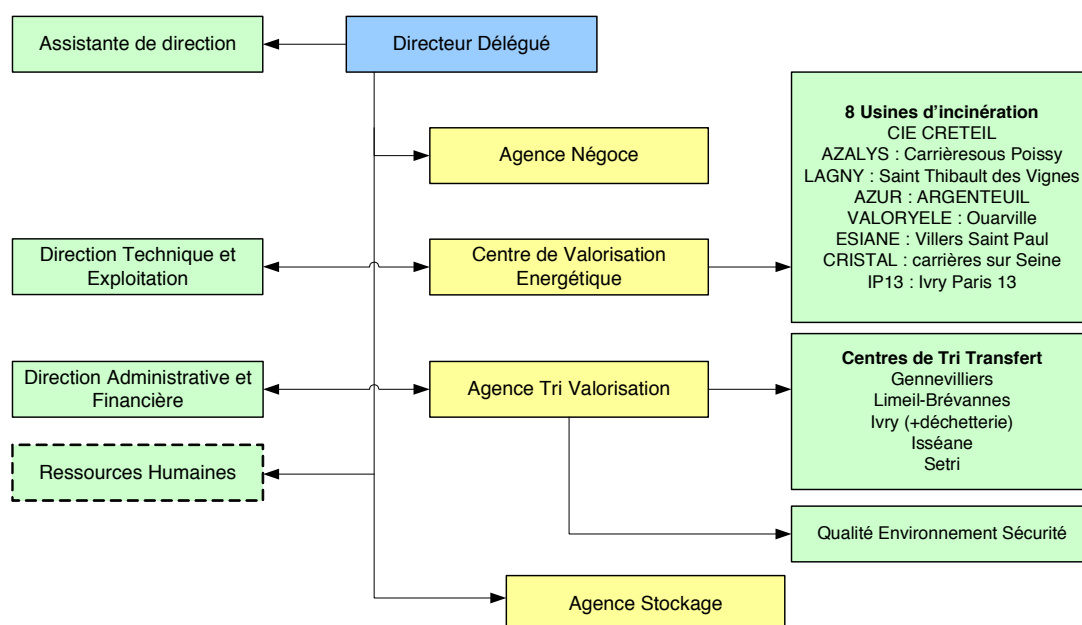 Assistante de direction
Directeur Délégué
8 Usines d'incinération
CIE CRETEIL
AZALYS : Carrièresous Poissy
LAGNY : Saint Thibault des Vignes
AZUR : ARGENTEUIL
VALORYELE : Ouarville
ESIANE : Villers Saint Paul
CRISTAL : carrières sur Seine
IP13 : Ivry Paris 13
Agence Négoce
Direction Technique et
Exploitation
Centre de Valorisation
Energétique
Direction Administrative et
Financière
Agence Tri Valorisation
Centres de Tri Transfert
Gennevilliers
Limeil-Brévannes
Ivry (+déchetterie)
Isséane
Setri
Ressources Humaines
Qualité Environnement Sécurité
Agence Stockage